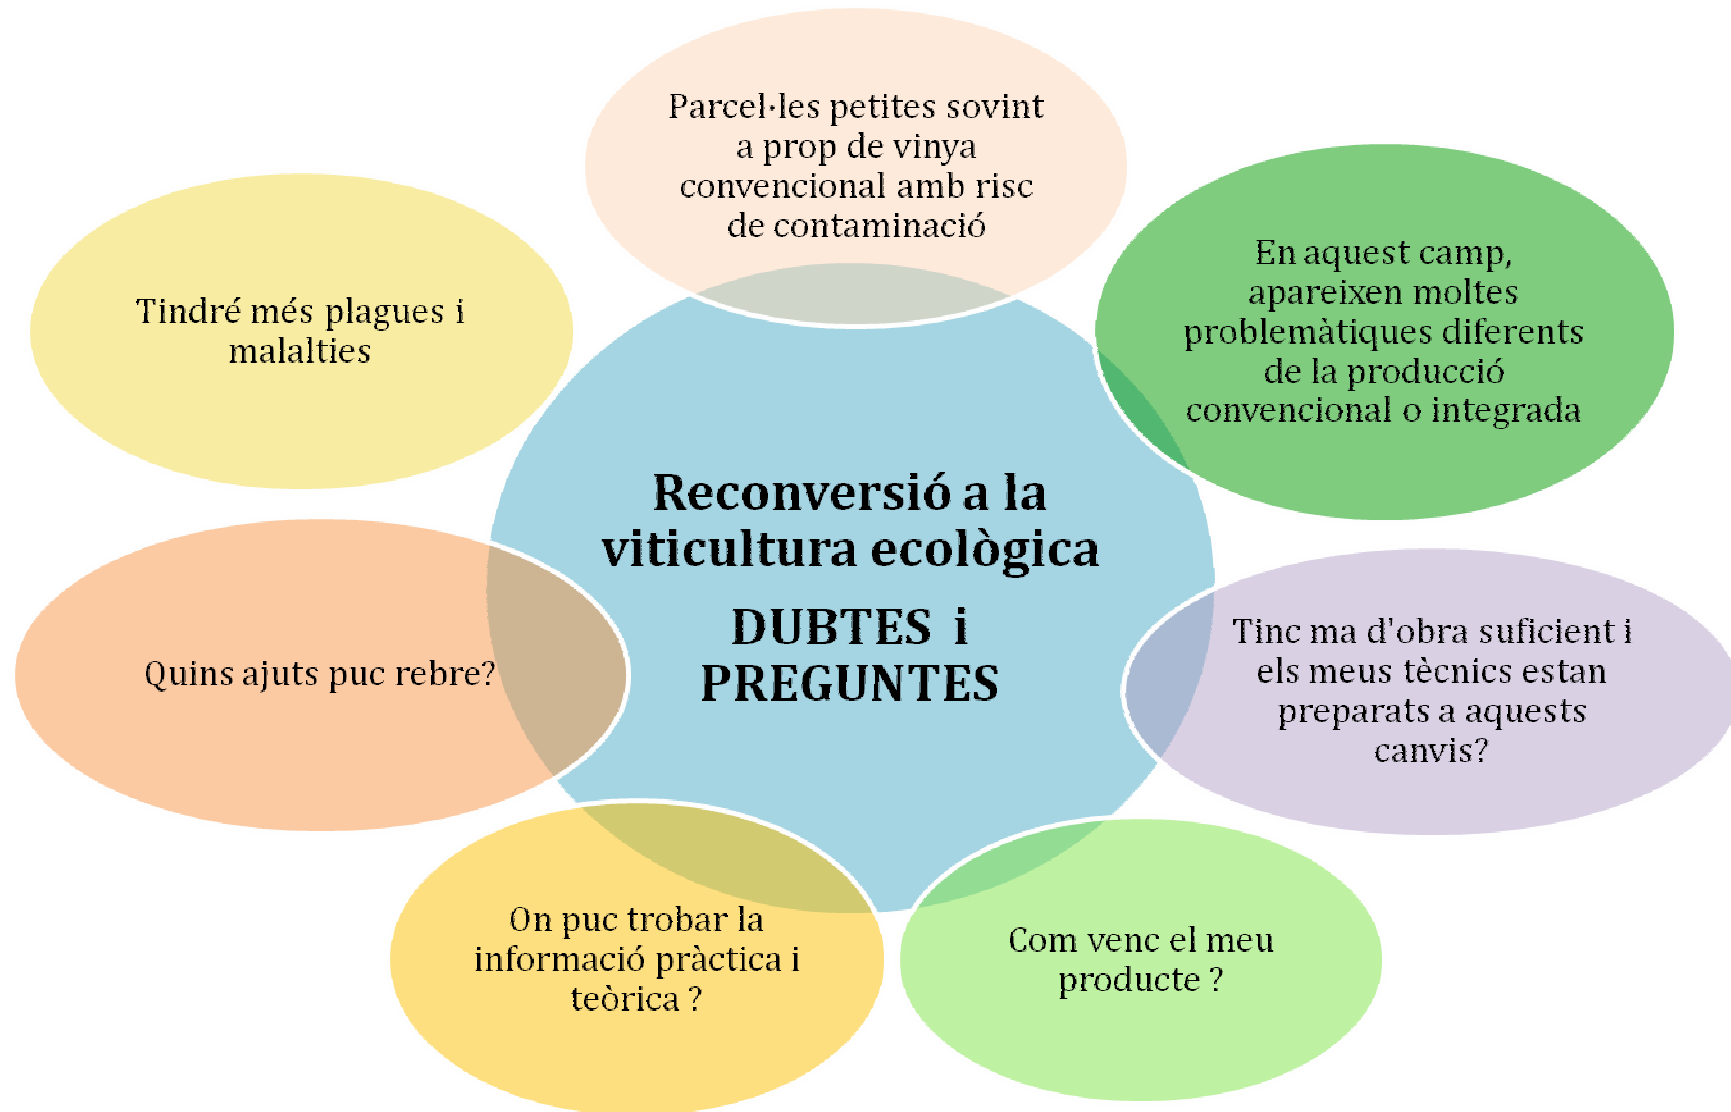 Parcel·les petites sovint
a prop de vinya
convencional amb risc
de contaminació
En aquest camp,
apareixen moltes
problemàtiques diferents
de la producció
convencional o integrada
Tinc ma d'obra suficient i
els meus tècnics estan
preparats a aquests
canvis?
Com venc el meu
producte ?
On puc trobar la
informació pràctica i
teòrica ?
Quins ajuts puc rebre?
Tindré més plagues i
malalties
Reconversió a la
viticultura ecològica
DUBTES i
PREGUNTES